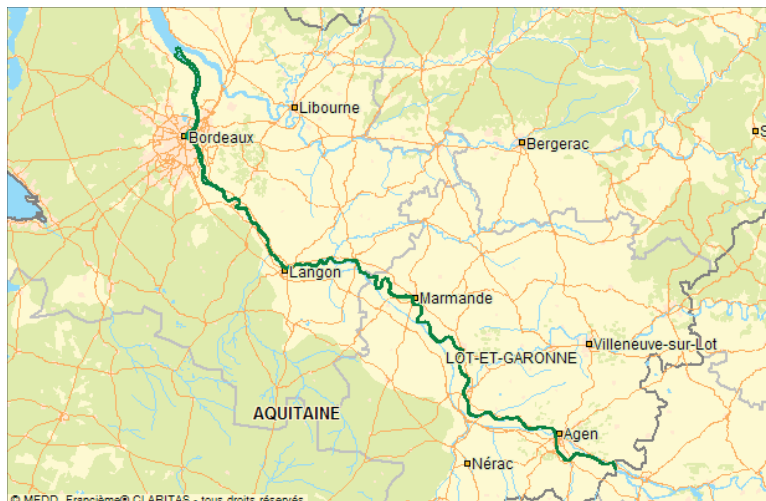 Libourne
Bordeaux
Bergerac
S
Langon
Marmande
Villeneuve-sur-Lot
LOT-ET-GARONNE
AQUITAINE
Agen
Nérac
© MEDD, Francième® CLARITAS - tous droits réservés